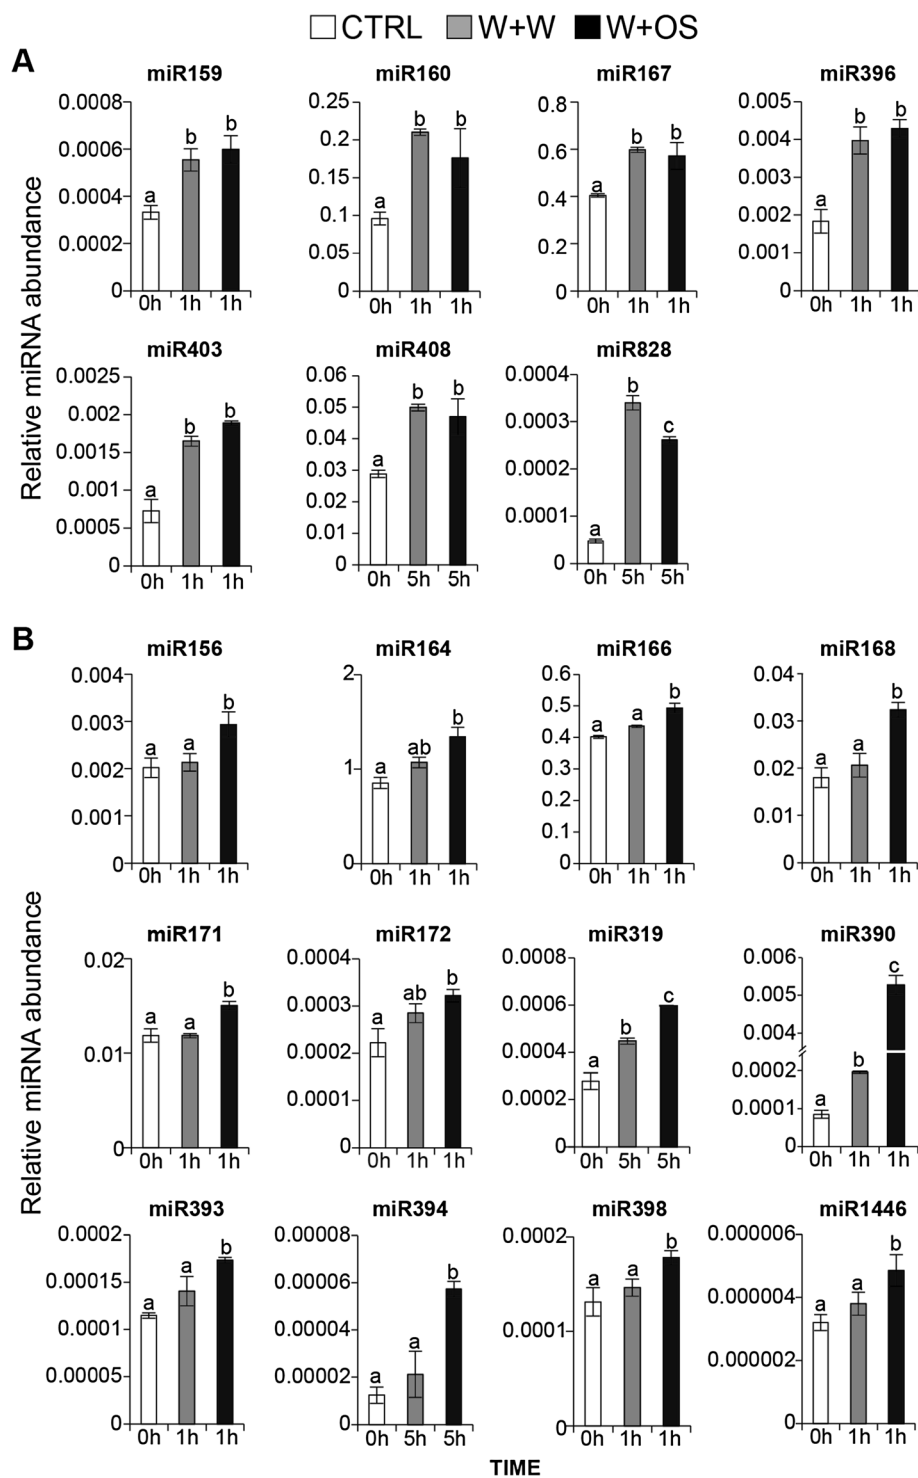 CTRL W+W W+OS
A
miR159 miR160 miR167 miR396
0.0008 0.25 0.8 0.005
0.0006 0.2 0.6 0.004
0.0004 0.15 0.4 0.003
0.0002 0.1 0.2 0.002
0 0.05 0 0.001
0 0
a b b a b b a b b a b b
0h 1h 1h 0h 1h 1h 0h 1h 1h 0h 1h 1h
Relative miRNA abundance
miR403 miR408 miR828
0.0025 0.06 0.0004
0.002 0.05 0.0003
0.0015 0.04 0.0002
0.001 0.03 0.0001
0.0005 0.02 0
0 0.01
0
a b b a b b a b c
0h 1h 1h 0h 5h 5h 0h 5h 5h
B
miR156 miR164 miR166 miR168
0.004 2 0.6 0.04
0.003 1 0.5 0.03
0.002 0 0.4 0.02
0.001 0.3 0.01
0 0.2 0
0.1
0
a a b a ab b a a b a a b
0h 1h 1h 0h 1h 1h 0h 1h 1h 0h 1h 1h
Relative miRNA abundance
miR171 miR172 miR319 miR390
0.02 0.0004 0.0008 0.006
0.01 0.0003 0.0006 0.005
0 0.0002 0.0004 0.004
0.0001 0.0002 0.0002
0 0 0.0001
0
a a b a ab b a b c a b c
0h 1h 1h 0h 1h 1h 0h 5h 5h 0h 1h 1h
miR393 miR394 miR398 miR1446
0.0002 0.00008 0.0002 0.000006
0.00015 0.00006 0.0001 0.000004
0.0001 0.00004 0 0.000002
0.00005 0.00002 0
0 0
a a b a a b a a b a a b
0h 1h 1h 0h 5h 5h 0h 1h 1h 0h 1h 1h
TIME